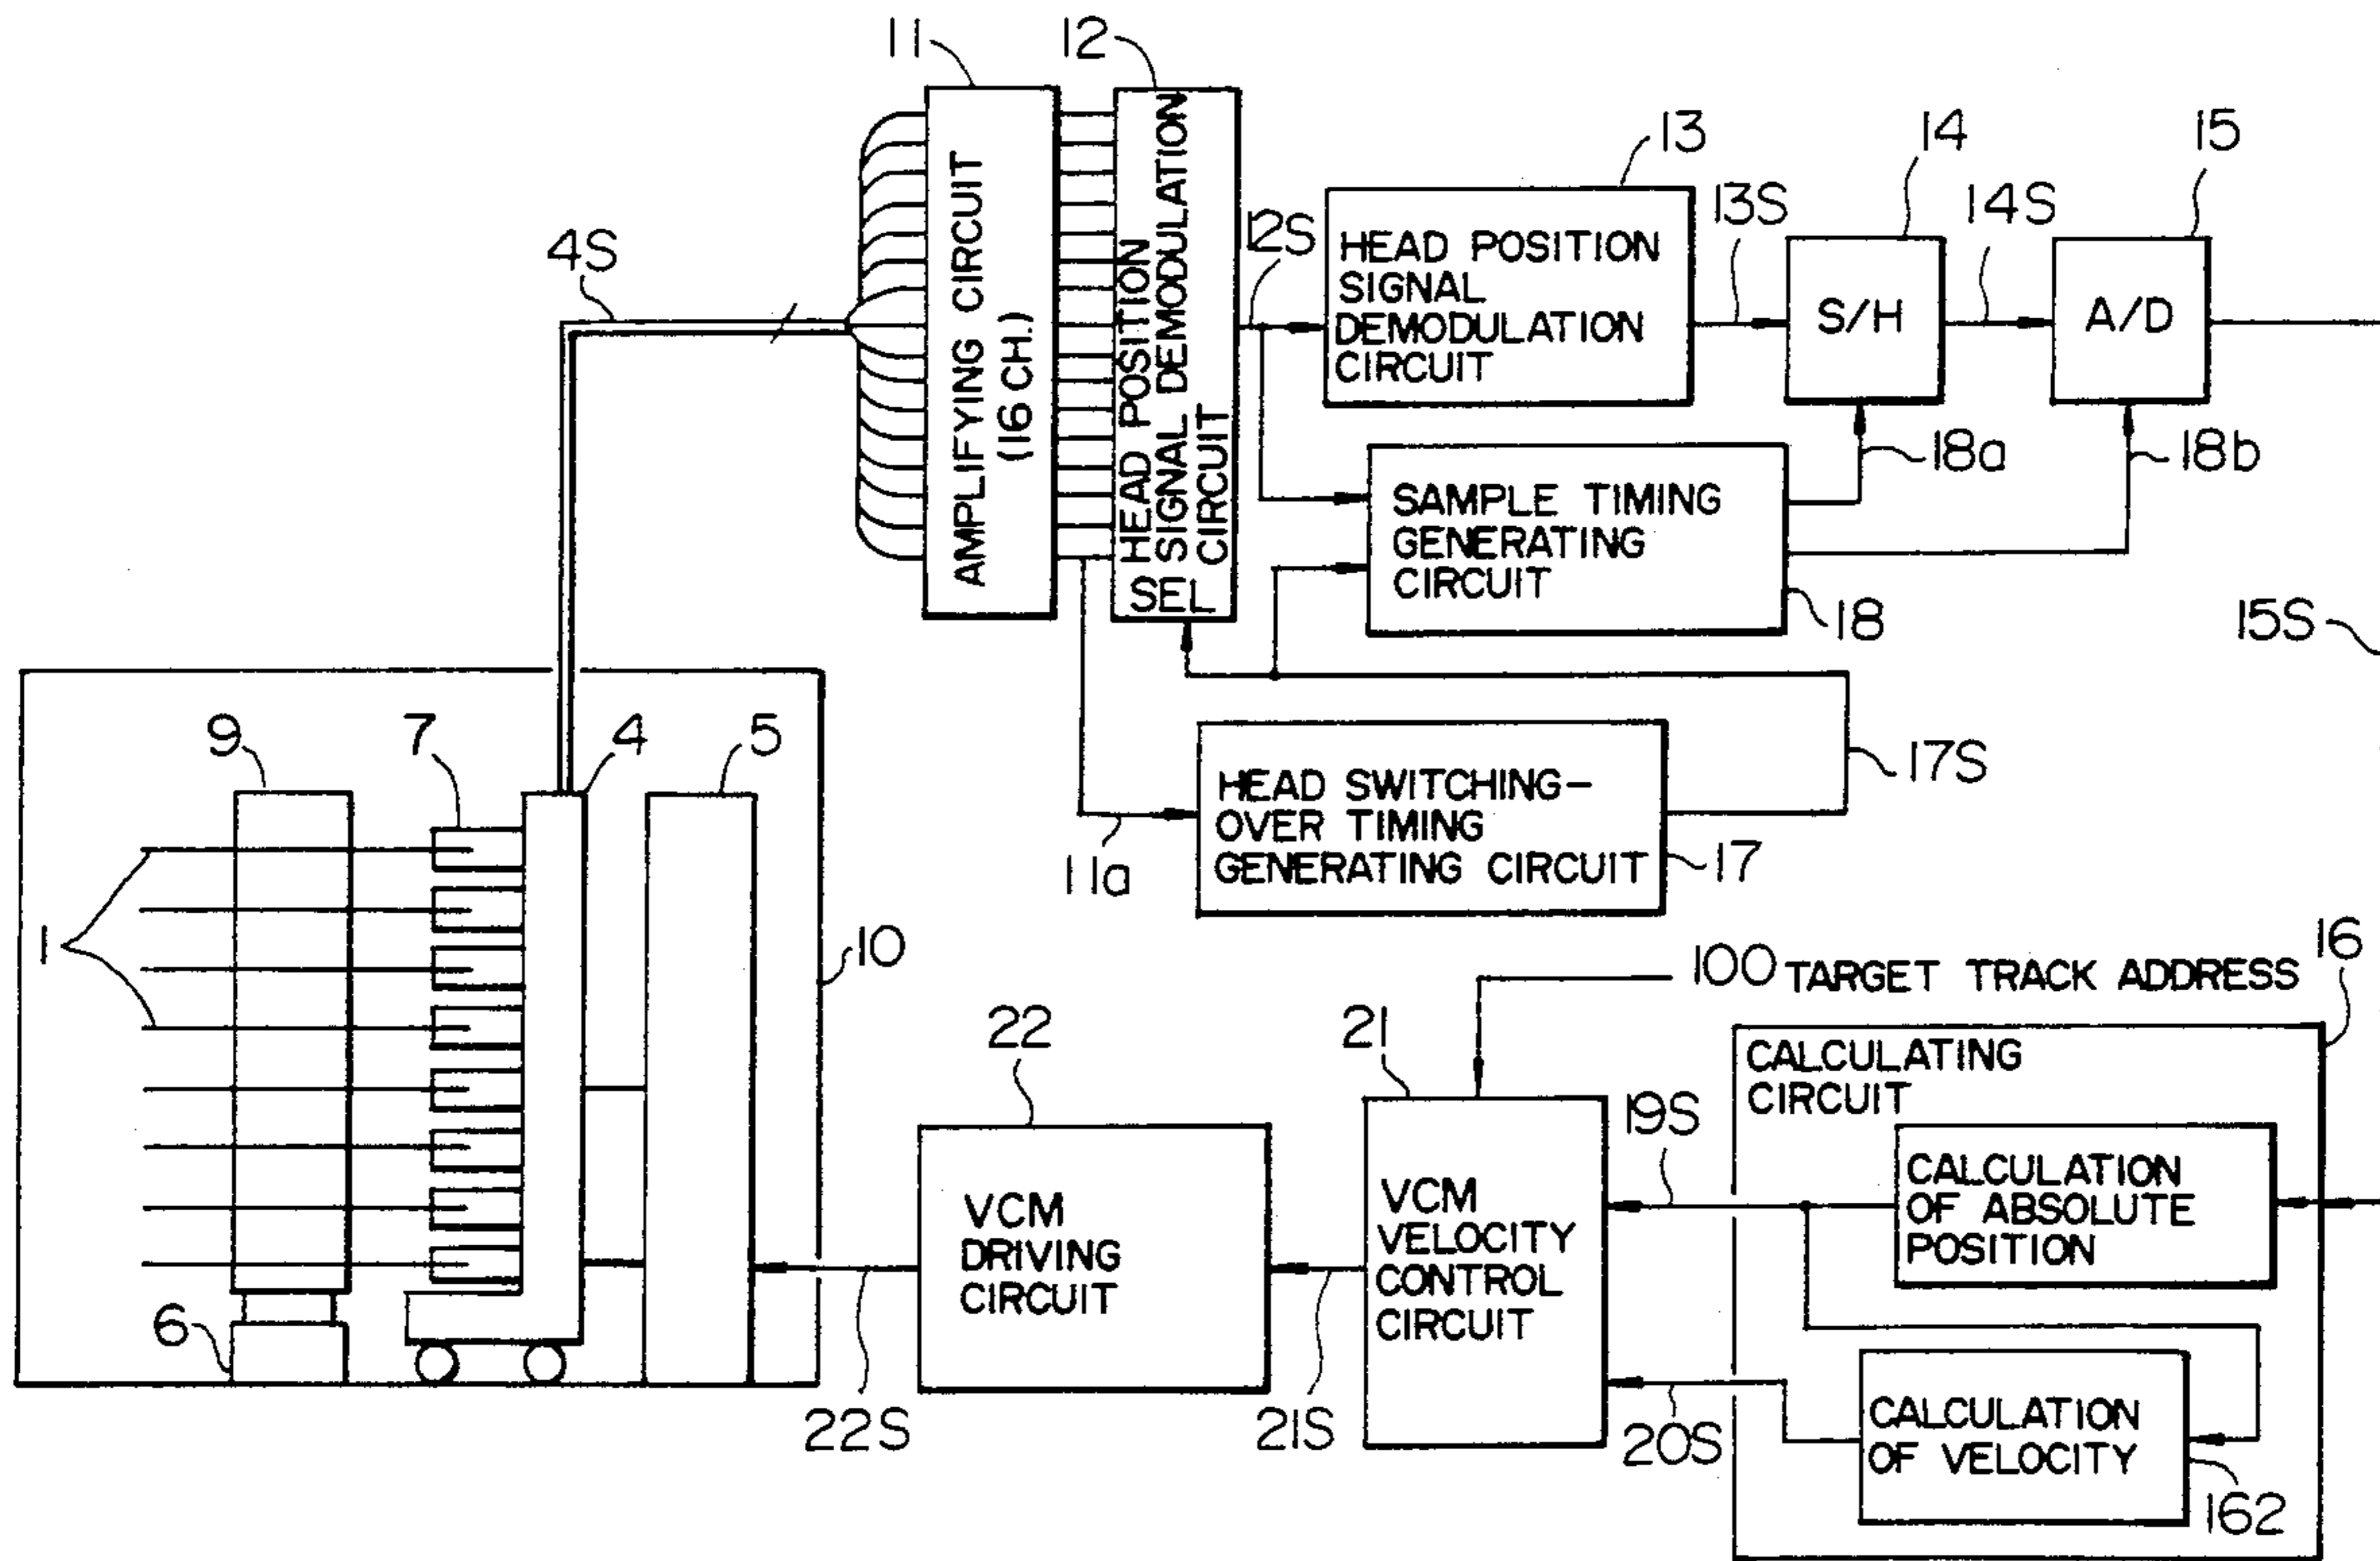 11
12
13
14
15
4S
AMPLIFYING CIRCUIT
(16 CH.)
HEAD POSITION
SIGNAL DEMODULATION
CIRCUIT
SEL
12S
HEAD POSITION
SIGNAL
DEMODULATION
CIRCUIT
13S
S/H
14S
A/D
18a
18b
SAMPLE TIMING
GENERATING
CIRCUIT
18
15S
9
7
4
5
17S
HEAD SWITCHING-
OVER TIMING
GENERATING CIRCUIT
17
11a
1
10
100 TARGET TRACK ADDRESS
16
22
21
CALCULATING
CIRCUIT
19S
CALCULATION
OF ABSOLUTE
POSITION
VCM
DRIVING
CIRCUIT
VCM
VELOCITY
CONTROL
CIRCUIT
6
22S
21S
20S
CALCULATION
OF VELOCITY
162